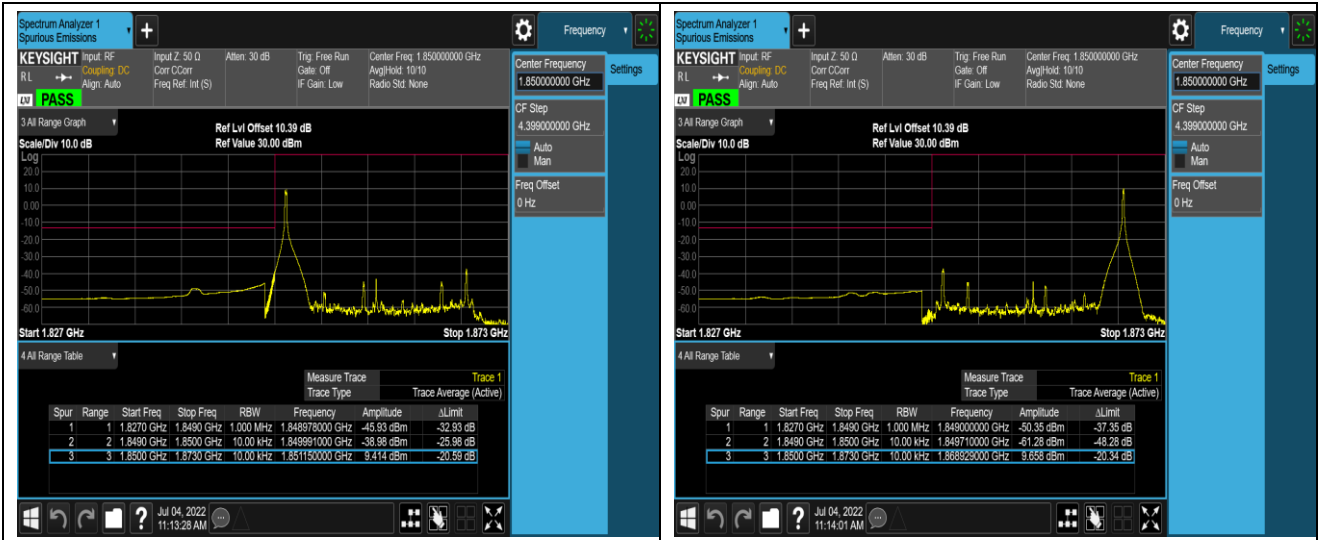 Spectrum Analyzer 1
Spurious Emissions
Frequency
KEYSIGHT Input: RF Input Z: 50 Ω Atten: 30 dB Trig: Free Run Center Freq: 1.850000000 GHz
RL Coupling: DC Corr CCorr Gate: Off Avg|Hold: 10/10
Align: Auto Freq Ref: Int (S) IF Gain: Low Radio Std: None
LXI PASS
Center Frequency
1.850000000 GHz
Settings
CF Step
4.399000000 GHz
Auto
Man
Freq Offset
0 Hz
3 All Range Graph
Ref Lvl Offset 10.39 dB
Scale/Div 10.0 dB Ref Value 30.00 dBm
Log
20.0
10.0
0.00
-10.0
-20.0
-30.0
-40.0
-50.0
-60.0
Start 1.827 GHz Stop 1.873 GHz
4 All Range Table
Measure Trace Trace 1
Trace Type Trace Average (Active)
Spur Range Start Freq Stop Freq RBW Frequency Amplitude ΔLimit
1 1 1.8270 GHz 1.8490 GHz 1.000 MHz 1.848978000 GHz -45.93 dBm -32.93 dB
2 2 1.8490 GHz 1.8500 GHz 10.00 kHz 1.849991000 GHz -38.98 dBm -25.98 dB
3 3 1.8500 GHz 1.8730 GHz 10.00 kHz 1.851150000 GHz 9.414 dBm -20.59 dB
?
Jul 04, 2022
11:13:28 AM
Spectrum Analyzer 1
Spurious Emissions
Frequency
KEYSIGHT Input: RF Input Z: 50 Ω Atten: 30 dB Trig: Free Run Center Freq: 1.850000000 GHz
RL Coupling: DC Corr CCorr Gate: Off Avg|Hold: 10/10
Align: Auto Freq Ref: Int (S) IF Gain: Low Radio Std: None
LXI PASS
Center Frequency
1.850000000 GHz
Settings
CF Step
4.399000000 GHz
Auto
Man
Freq Offset
0 Hz
3 All Range Graph
Ref Lvl Offset 10.39 dB
Scale/Div 10.0 dB Ref Value 30.00 dBm
Log
20.0
10.0
0.00
-10.0
-20.0
-30.0
-40.0
-50.0
-60.0
Start 1.827 GHz Stop 1.873 GHz
4 All Range Table
Measure Trace Trace 1
Trace Type Trace Average (Active)
Spur Range Start Freq Stop Freq RBW Frequency Amplitude ΔLimit
1 1 1.8270 GHz 1.8490 GHz 1.000 MHz 1.849000000 GHz -50.35 dBm -37.35 dB
2 2 1.8490 GHz 1.8500 GHz 10.00 kHz 1.849710000 GHz -61.28 dBm -48.28 dB
3 3 1.8500 GHz 1.8730 GHz 10.00 kHz 1.868929000 GHz 9.658 dBm -20.34 dB
?
Jul 04, 2022
11:14:01 AM